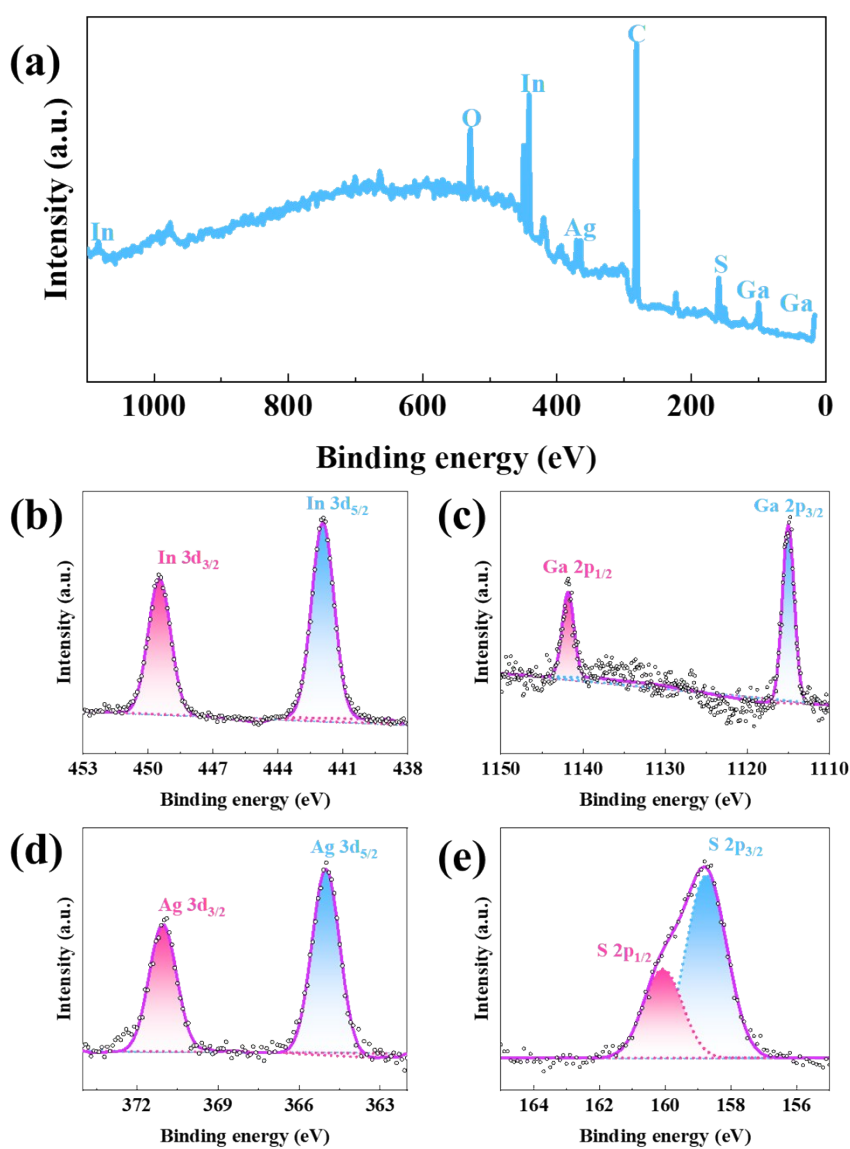 (a)
Intensity (a.u.)
In
O
In
C
Ag
S
Ga
Ga
1000 800 600 400 200 0
Binding energy (eV)
(b)
Intensity (a.u.)
In 3d3/2
In 3d5/2
453 450 447 444 441 438
Binding energy (eV)
(c)
Intensity (a.u.)
Ga 2p1/2
Ga 2p3/2
1150 1140 1130 1120 1110
Binding energy (eV)
(d)
Intensity (a.u.)
Ag 3d3/2
Ag 3d5/2
372 369 366 363
Binding energy (eV)
(e)
Intensity (a.u.)
S 2p1/2
S 2p3/2
164 162 160 158 156
Binding energy (eV)